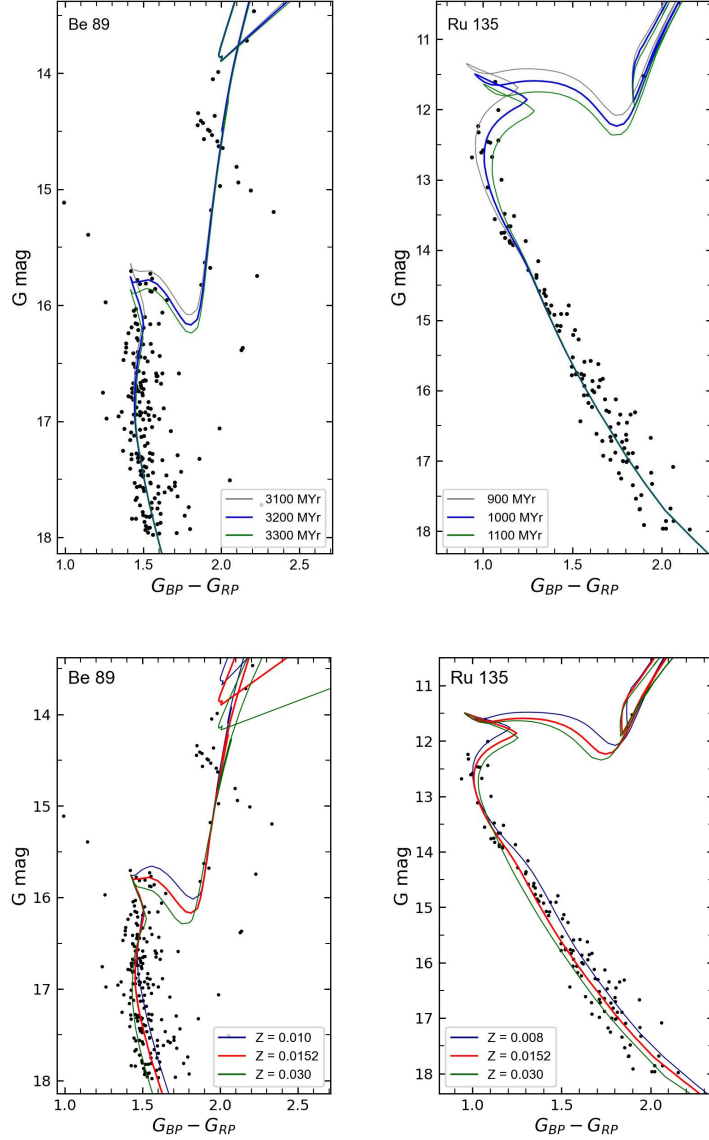 Be 89
14
15
16
17
18
G mag
3100 MYr
3200 MYr
3300 MYr
1.0 1.5 2.0 2.5
G_BP − G_RP
Ru 135
11
12
13
14
15
16
17
18
G mag
900 MYr
1000 MYr
1100 MYr
1.0 1.5 2.0
G_BP − G_RP
Be 89
14
15
16
17
18
G mag
Z = 0.010
Z = 0.0152
Z = 0.030
1.0 1.5 2.0 2.5
G_BP − G_RP
Ru 135
11
12
13
14
15
16
17
18
G mag
Z = 0.008
Z = 0.0152
Z = 0.030
1.0 1.5 2.0
G_BP − G_RP